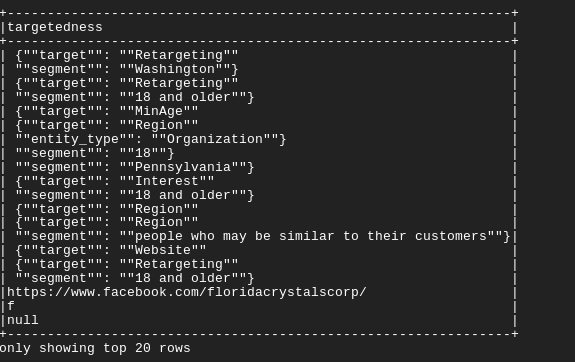 +---------------------------------------------------------------+
|targetedness                                                   |
+---------------------------------------------------------------+
| {""target"": ""Retargeting""                                  |
| ""segment"": ""Washington""}                                  |
| {""target"": ""Retargeting""                                  |
| ""segment"": ""18 and older""}                                |
| {""target"": ""MinAge""                                       |
| {""target"": ""Region""                                       |
| ""entity_type"": ""Organization""}                            |
| ""segment"": ""18""}                                          |
| ""segment"": ""Pennsylvania""}                                |
| {""target"": ""Interest""                                     |
| ""segment"": ""18 and older""}                                |
| {""target"": ""Region""                                       |
| {""target"": ""Region""                                       |
| ""segment"": ""people who may be similar to their customers""}|
| {""target"": ""Website""                                      |
| {""target"": ""Retargeting""                                  |
| ""segment"": ""18 and older""}                                |
|https://www.facebook.com/floridacrystalscorp/                  |
|f                                                              |
|null                                                           |
+---------------------------------------------------------------+
only showing top 20 rows